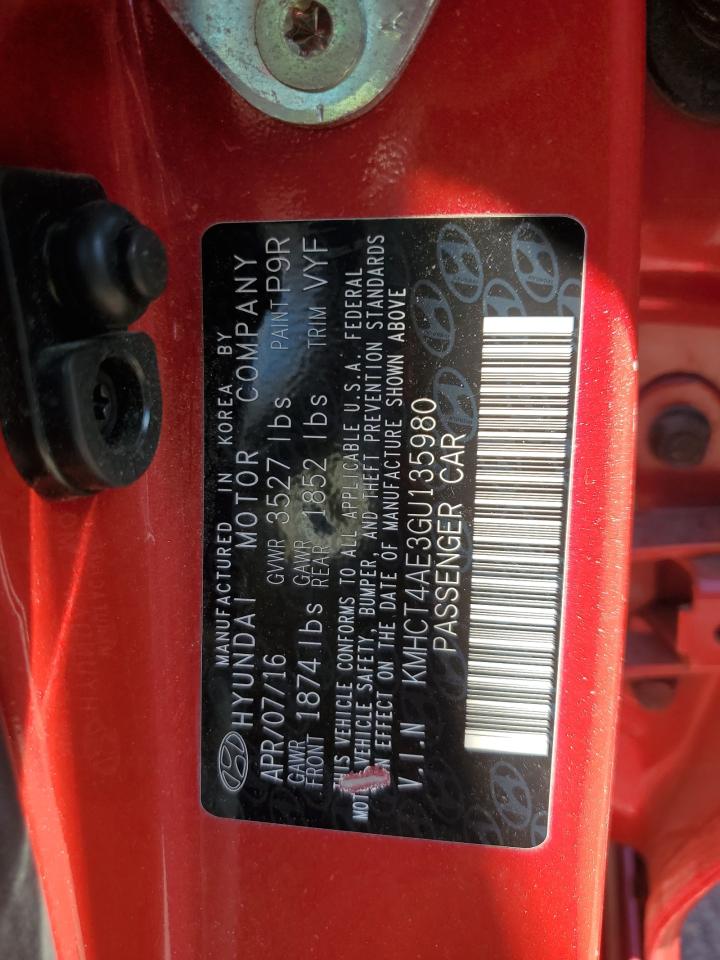 MANUFACTURED IN KOREA BY
HYUNDAI MOTOR COMPANY
APR/07/16 GVWR 3527 lbs PAINT P9R
GAWR FRONT 1874 lbs GAWR REAR 1852 lbs TRIM VYF
THIS VEHICLE CONFORMS TO ALL APPLICABLE U.S.A. FEDERAL
MOTOR VEHICLE SAFETY, BUMPER, AND THEFT PREVENTION STANDARDS
IN EFFECT ON THE DATE OF MANUFACTURE SHOWN ABOVE
V.I.N KMHCT4AE3GU135980
PASSENGER CAR